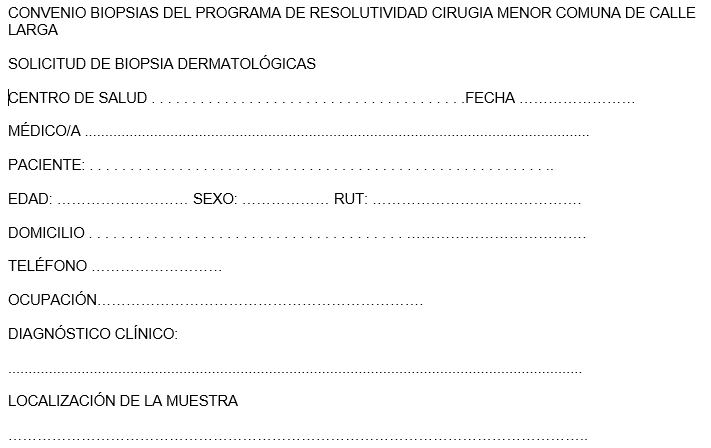 CONVENIO BIOPSIAS DEL PROGRAMA DE RESOLUTIVIDAD CIRUGIA MENOR COMUNA DE CALLE
LARGA
SOLICITUD DE BIOPSIA DERMATOLÓGICAS
CENTRO DE SALUD . . . . . . . . . . . . . . . . . . . . . . . . . . . . . . . . . . . . . . .FECHA ……………………
MÉDICO/A .....................................................................................................................
PACIENTE: . . . . . . . . . . . . . . . . . . . . . . . . . . . . . . . . . . . . . . . . . . . . . . . . . . . . . . . . ..
EDAD: ……………………… SEXO: ……………… RUT: …………………………………….
DOMICILIO . . . . . . . . . . . . . . . . . . . . . . . . . . . . . . . . . . . . . . . ……………………………….
TELÉFONO ………………………
OCUPACIÓN………………………………………………………….
DIAGNÓSTICO CLÍNICO:
.....................................................................................................................................
LOCALIZACIÓN DE LA MUESTRA
………………………………………………………………………………………………………….